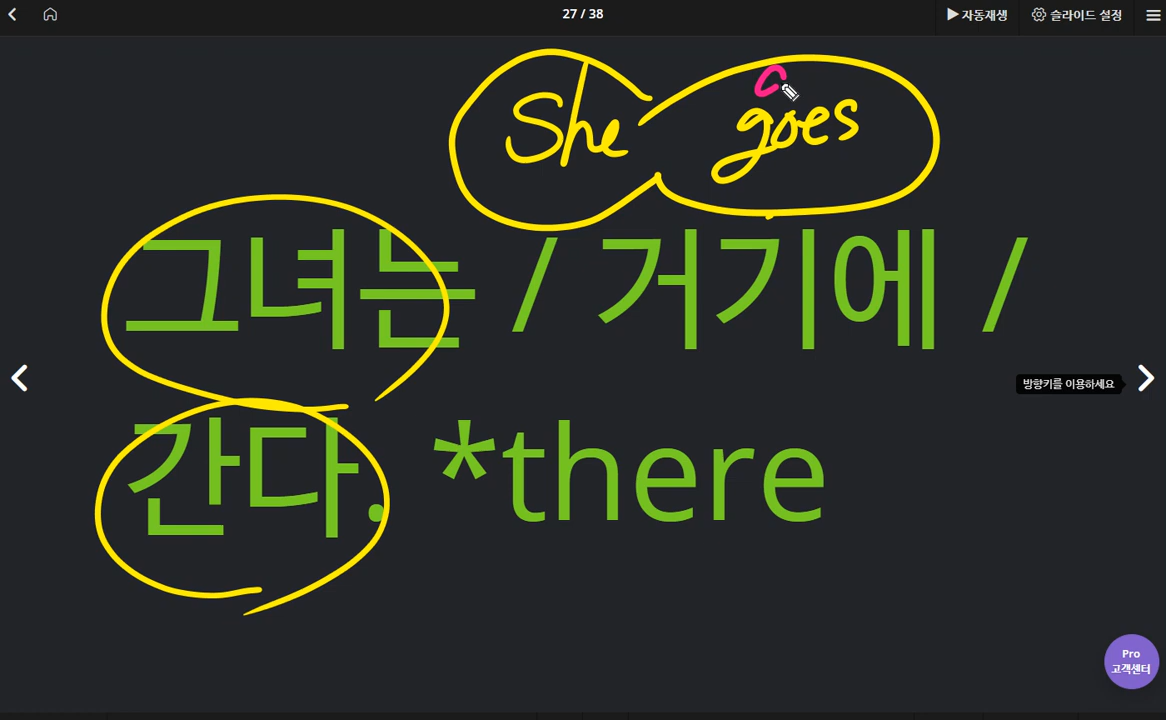 27 / 38
자동재생
슬라이드 설정
She goes
그녀는 / 거기에 /
방향키를 이용하세요
간다. *there
Pro
고객센터